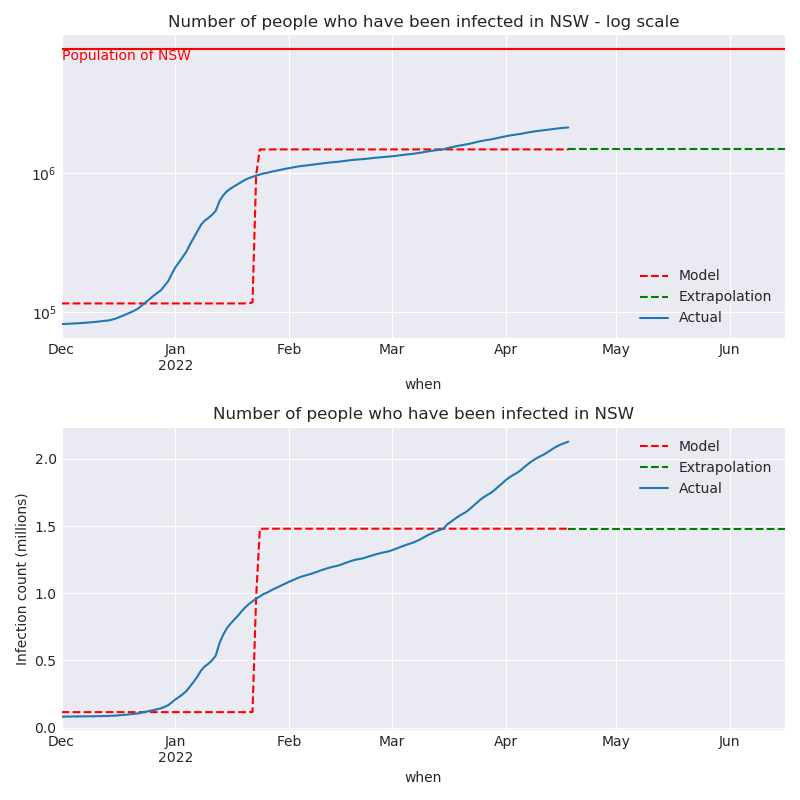 Number of people who have been infected in NSW - log scale
Population of NSW
10^6
10^5
Model
Extrapolation
Actual
Dec Jan Feb Mar Apr May Jun
2022
when
Number of people who have been infected in NSW
Infection count (millions)
2.0
1.5
1.0
0.5
0.0
Model
Extrapolation
Actual
Dec Jan Feb Mar Apr May Jun
2022
when